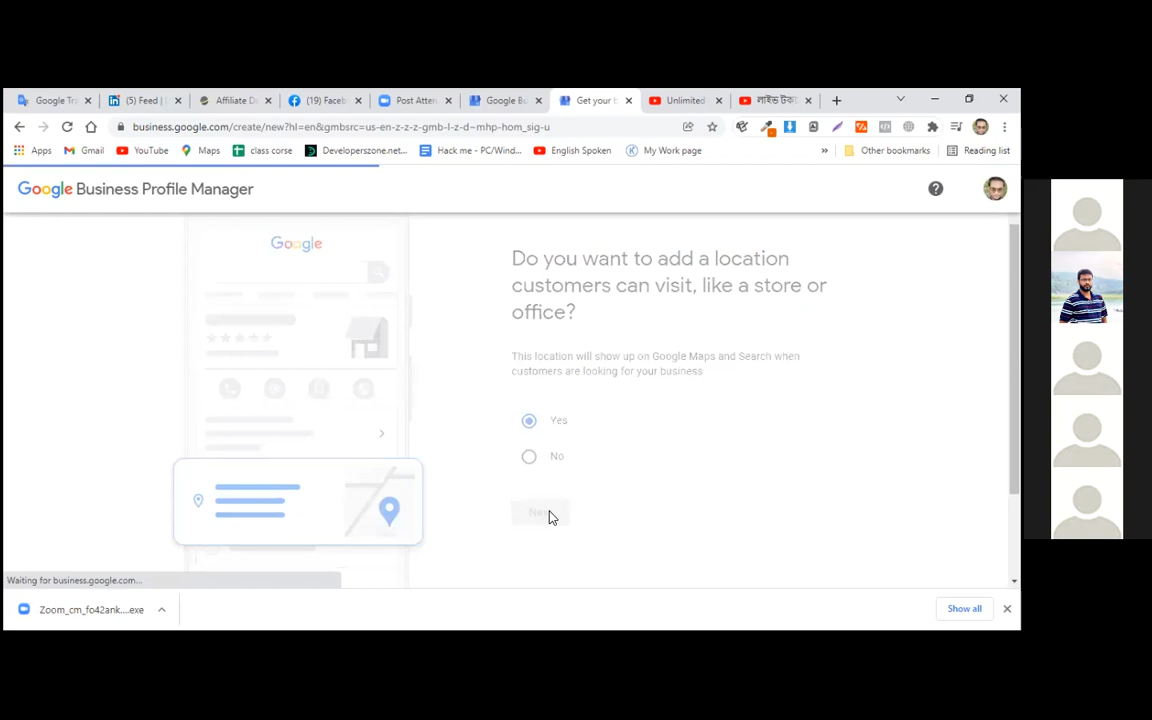 Google Tra
(5) Feed |
Affiliate Di
(19) Faceb
Post Atten
Google Bu
Get your b
Unlimited
লাইভ টক
business.google.com/create/new?hl=en&gmbsrc=us-en-z-z-z-gmb-l-z-d~mhp-hom_sig-u
Apps
Gmail
YouTube
Maps
class corse
Developerszone.net...
Hack me - PC/Wind...
English Spoken
My Work page
»
Other bookmarks
Reading list
Google Business Profile Manager
Google
Do you want to add a location
customers can visit, like a store or
office?
This location will show up on Google Maps and Search when
customers are looking for your business
Yes
No
Waiting for business.google.com...
Zoom_cm_fo42ank....exe
Show all